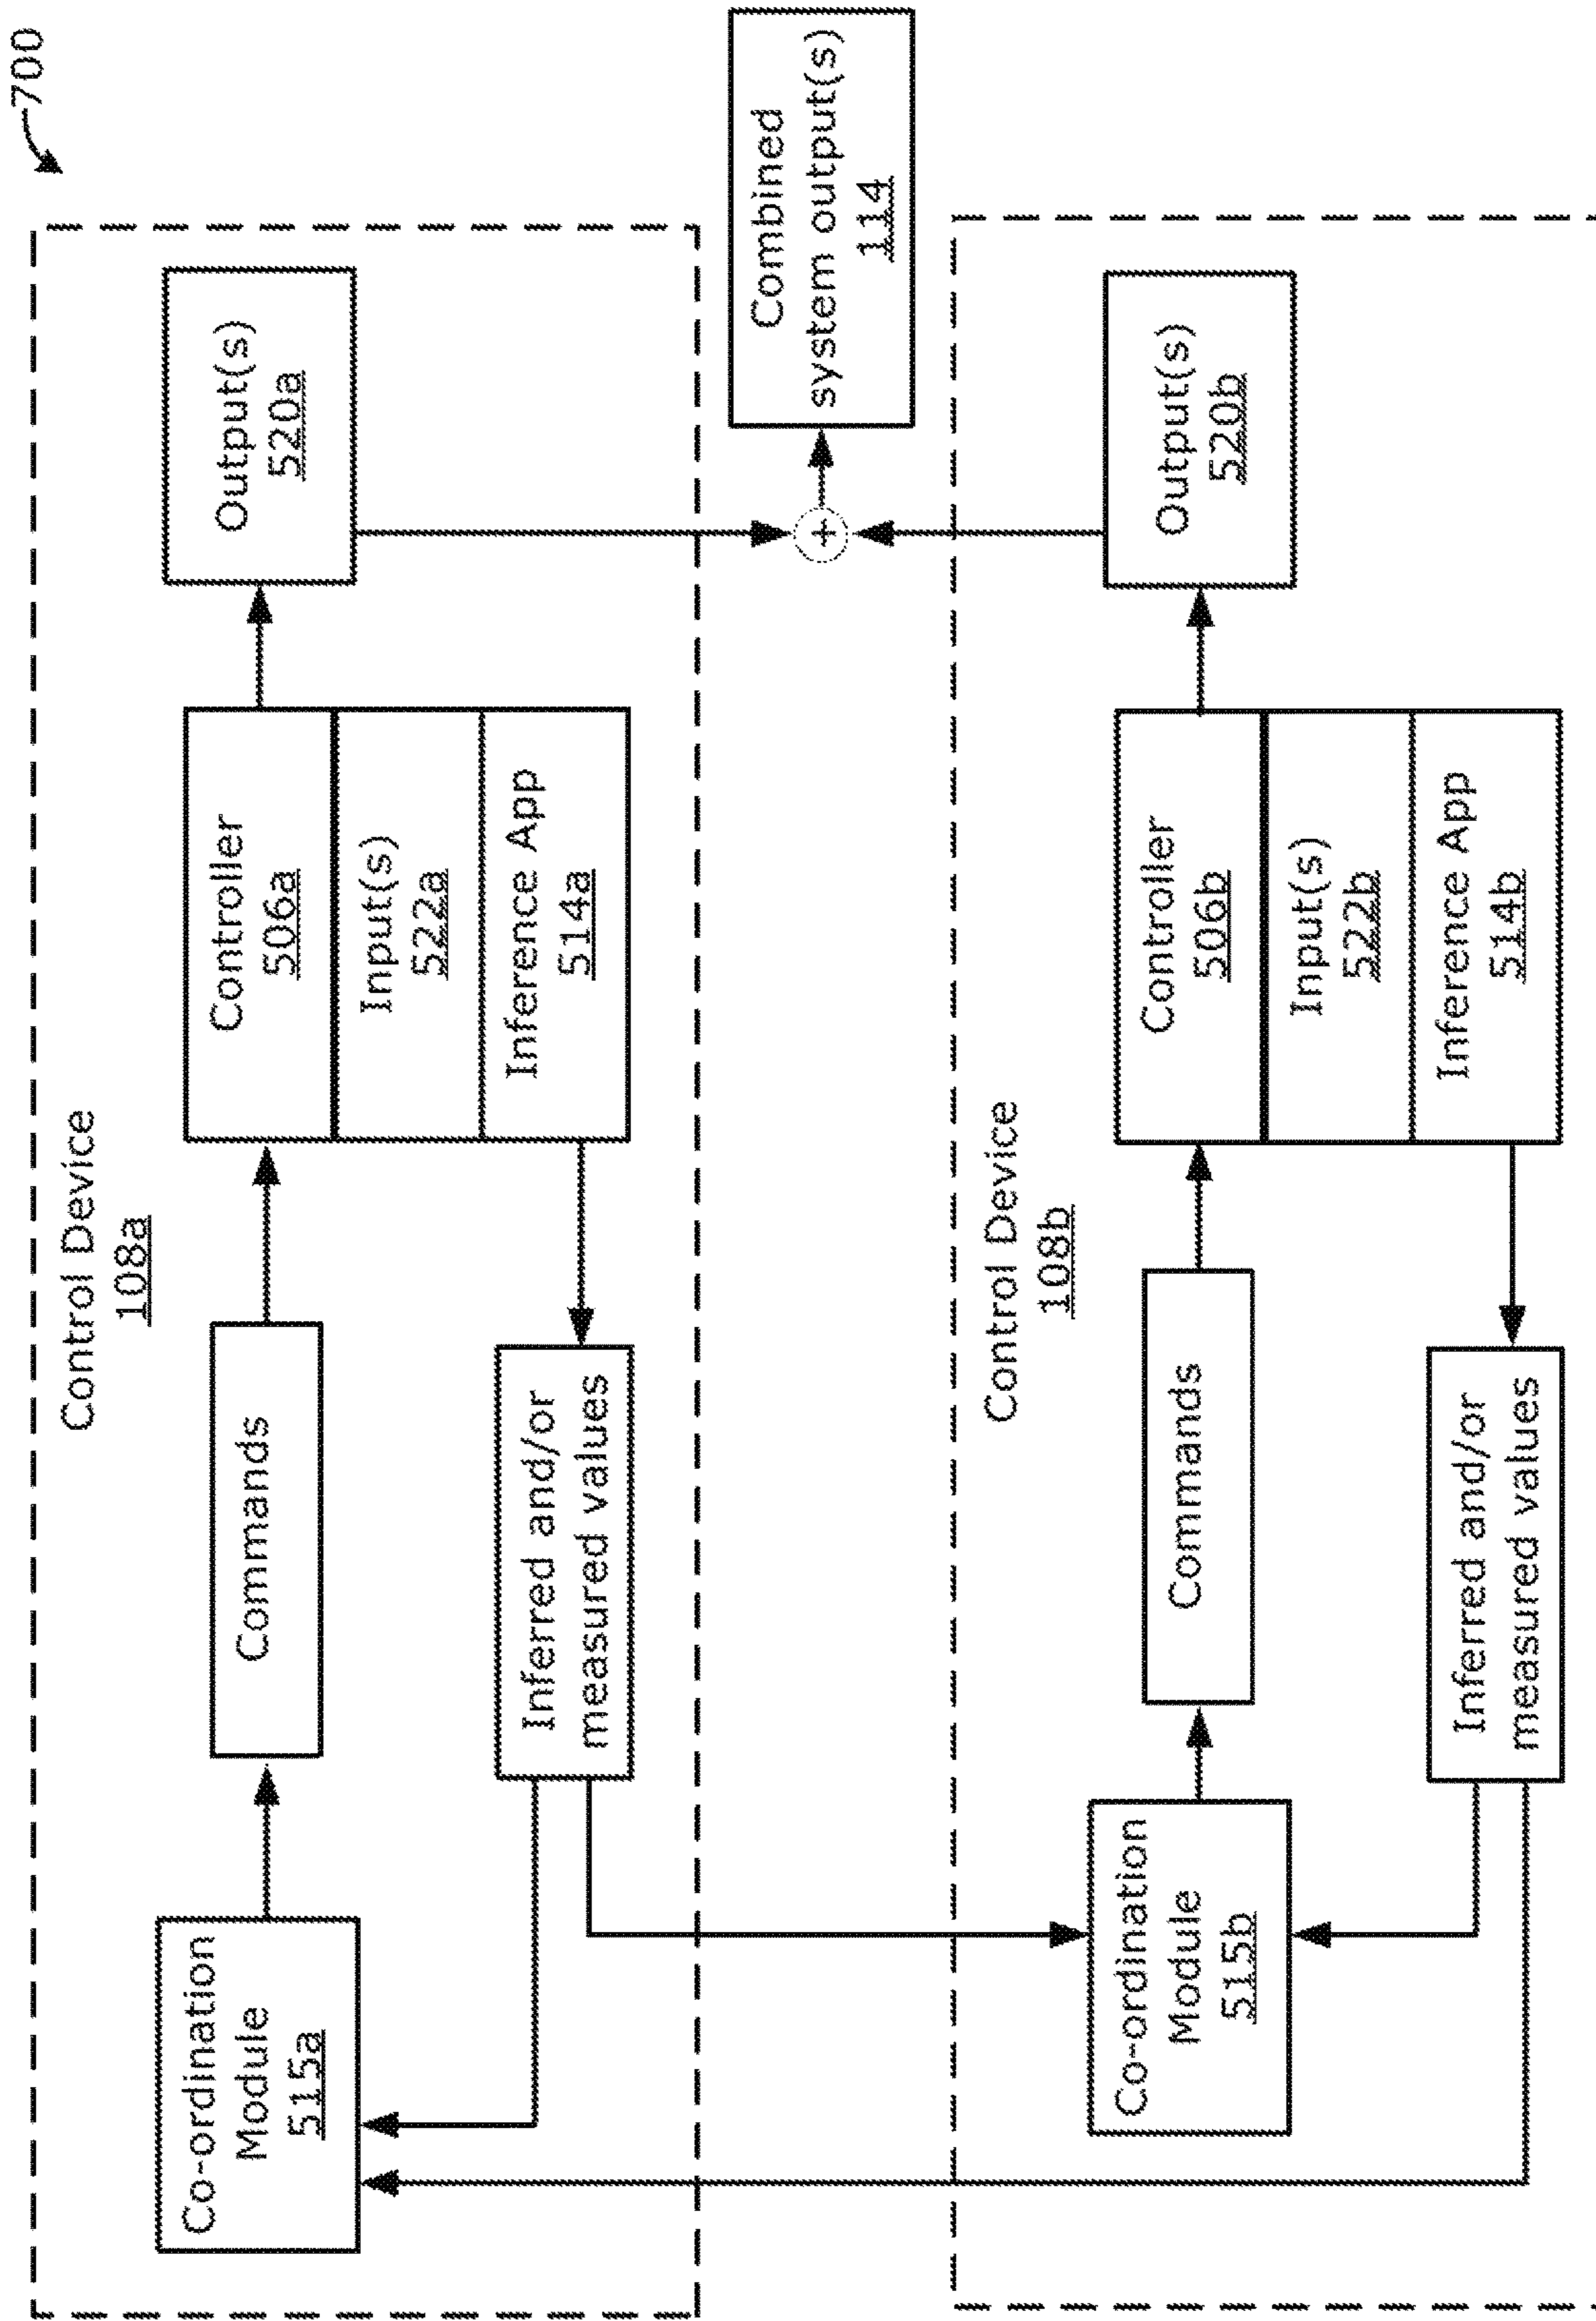 700
Control Device
108a
Co-ordination
Module
515a
Commands
Controller
506a
Input(s)
522a
Inference App
514a
Output(s)
520a
Inferred and/or
measured values
+
Combined
system output(s)
114
Control Device
108b
Co-ordination
Module
515b
Commands
Controller
506b
Input(s)
522b
Inference App
514b
Output(s)
520b
Inferred and/or
measured values